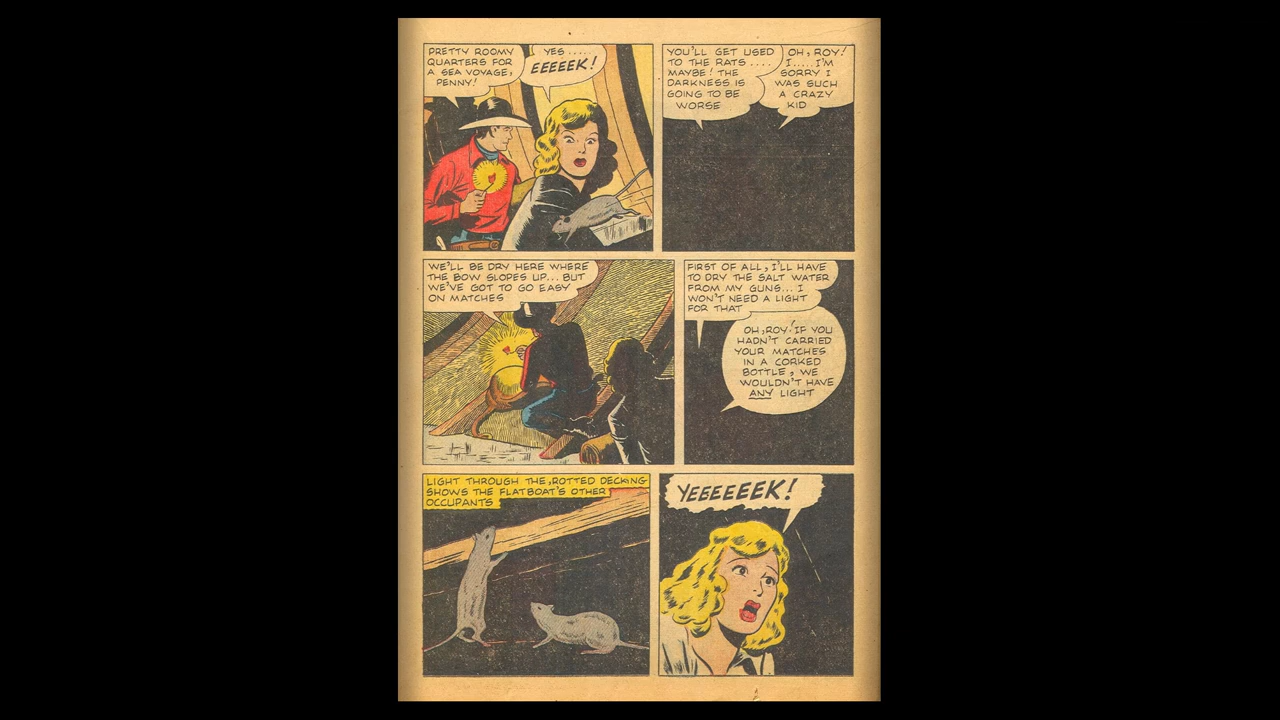 PRETTY ROOMY
QUARTERS FOR
A SEA VOYAGE,
PENNY!
YES.....
EEEEEK!
YOU'LL GET USED
TO THE RATS....
MAYBE! THE
DARKNESS IS
GOING TO BE
WORSE
OH, ROY!
I.....I'M
SORRY I
WAS SUCH
A CRAZY
KID
WE'LL BE DRY HERE WHERE
THE BOW SLOPES UP... BUT
WE'VE GOT TO GO EASY
ON MATCHES
FIRST OF ALL, I'LL HAVE
TO DRY THE SALT WATER
FROM MY GUNS... I
WON'T NEED A LIGHT
FOR THAT
OH, ROY! IF YOU
HADN'T CARRIED
YOUR MATCHES
IN A CORKED
BOTTLE, WE
WOULDN'T HAVE
ANY LIGHT
LIGHT THROUGH THE, ROTTED DECKING
SHOWS THE FLATBOAT'S OTHER
OCCUPANTS
YEEEEEEK!